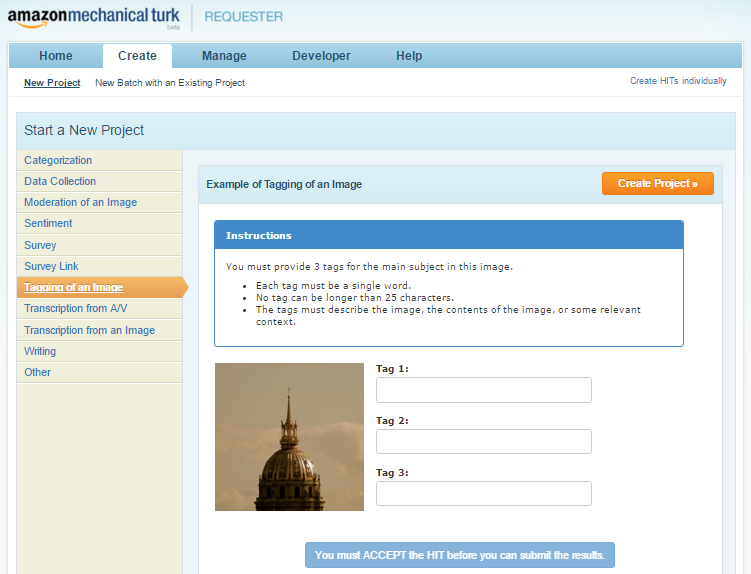 amazonmechanical turk
beta
REQUESTER
Home Create Manage Developer Help
New Project New Batch with an Existing Project Create HITs individually
Start a New Project
Categorization
Data Collection
Moderation of an Image
Sentiment
Survey
Survey Link
Tagging of an Image
Transcription from A/V
Transcription from an Image
Writing
Other
Example of Tagging of an Image
Create Project »
Instructions
You must provide 3 tags for the main subject in this image.
• Each tag must be a single word.
• No tag can be longer than 25 characters.
• The tags must describe the image, the contents of the image, or some relevant
context.
Tag 1:
Tag 2:
Tag 3:
You must ACCEPT the HIT before you can submit the results.